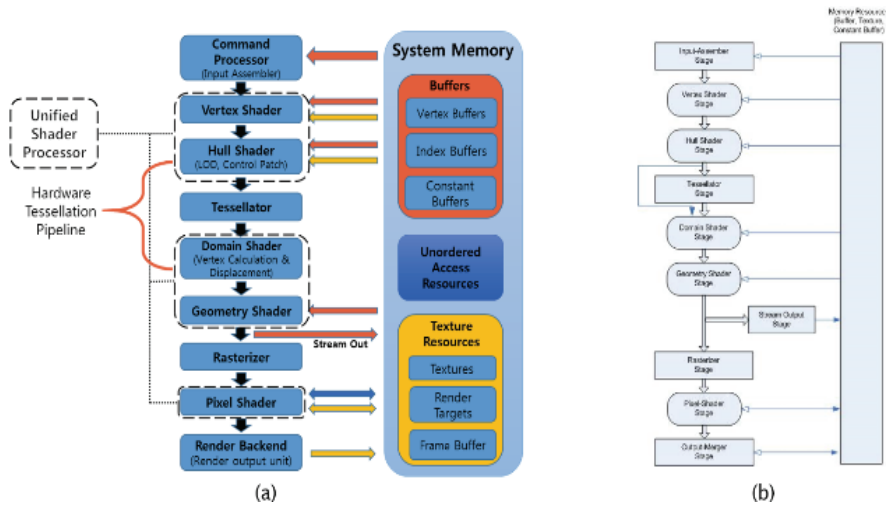 Command
Processor
(Input Assembler)
Vertex Shader
Hull Shader
(LOD, Control Patch)
Tessellator
Domain Shader
(Vertex Calculation &
Displacement)
Geometry Shader
Stream Out
Rasterizer
Pixel Shader
Render Backend
(Render output unit)
Unified
Shader
Processor
Hardware
Tessellation
Pipeline
System Memory
Buffers
Vertex Buffers
Index Buffers
Constant
Buffers
Unordered
Access
Resources
Texture
Resources
Textures
Render
Targets
Frame Buffer
(a)
Memory Resource
(Buffer, Texture,
Constant Buffer)
Input-Assember
Stage
Vertex Shader
Stage
Hull Shader
Stage
Tessellator
Stage
Domain Shader
Stage
Geometry Shader
Stage
Stream Output
Stage
Rasterizer
Stage
Pixel-Shader
Stage
Output-Merger
Stage
(b)